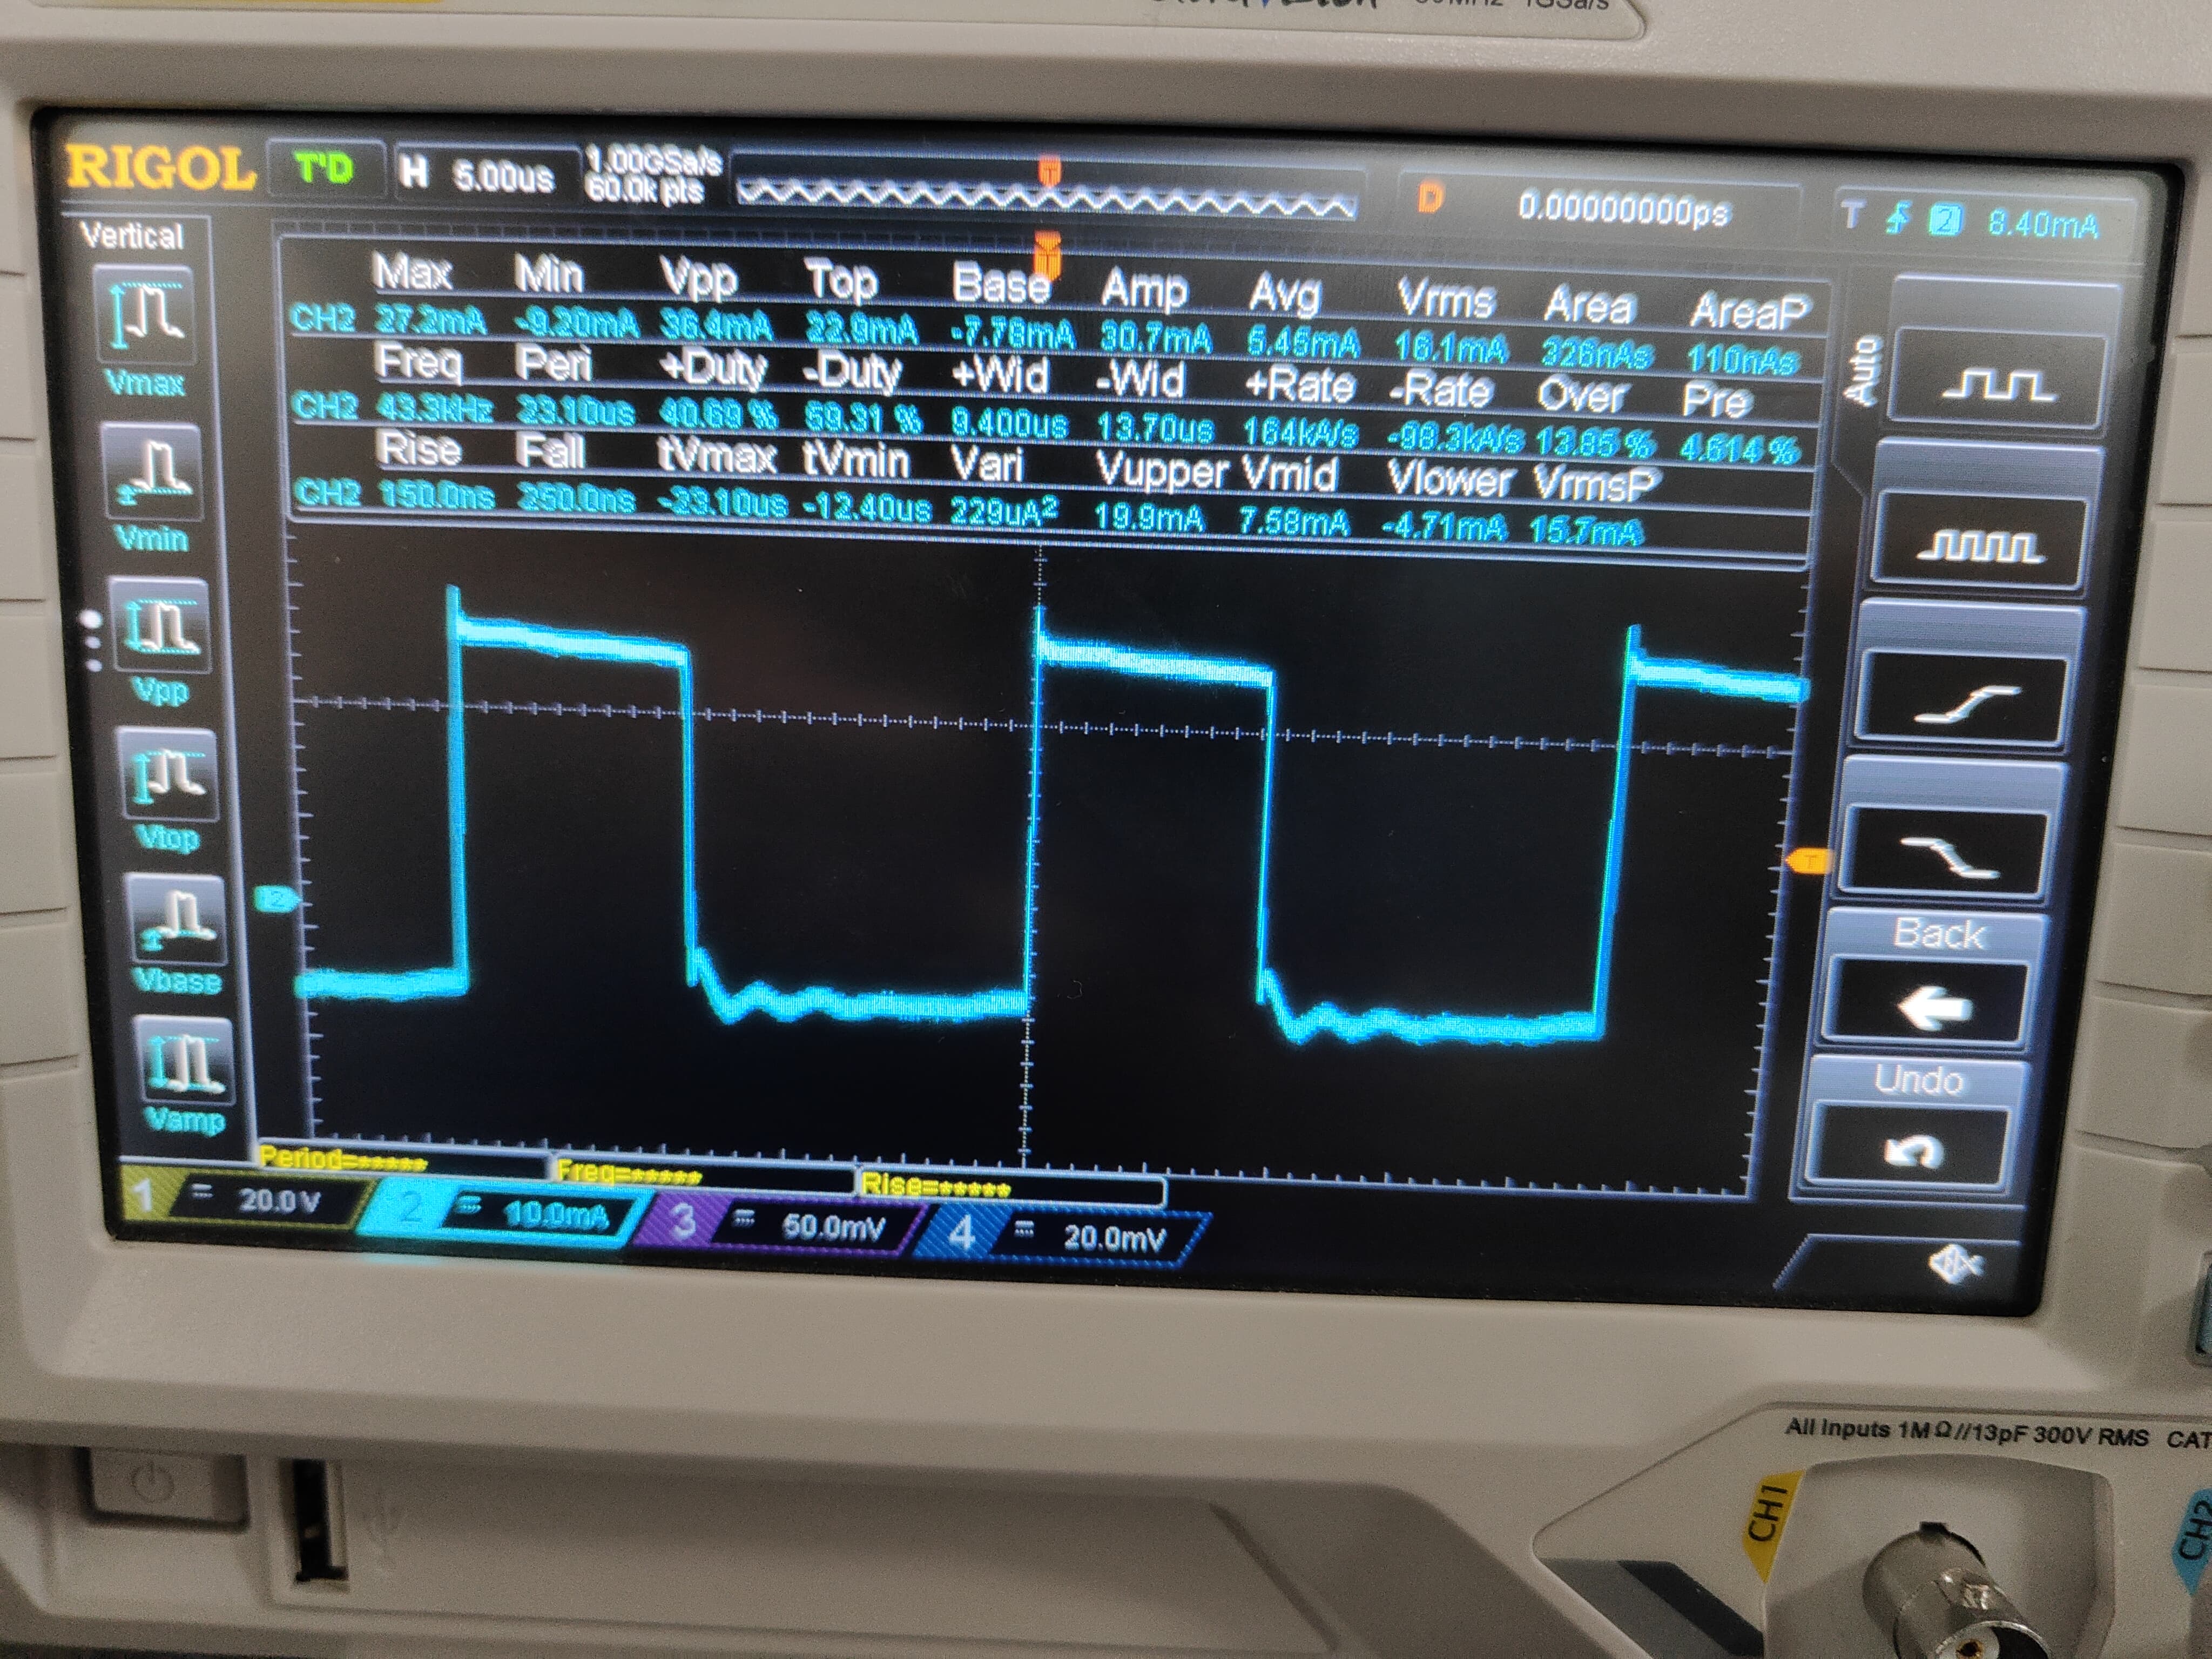 50MHz 1GSa/s
RIGOL T'D H 5.00us 1.00GSa/s 60.0k pts D 0.00000000ps T 2 8.40mA
Vertical
Vmax
Vmin
Vpp
Vtop
Vbase
Vamp
Max Min Vpp Top Base Amp Avg Vrms Area AreaP
CH2 27.2mA -9.20mA 36.4mA 22.9mA -7.78mA 30.7mA 5.45mA 16.1mA 326nAs 110nAs
Freq Peri +Duty -Duty +Wid -Wid +Rate -Rate Over Pre
CH2 43.3kHz 23.10us 40.69 % 59.31 % 9.400us 13.70us 164kA/s -98.3kA/s 13.85 % 4.614 %
Rise Fall tVmax tVmin Vari Vupper Vmid Vlower VrmsP
CH2 150.0ns 250.0ns -23.10us -12.40us 229uA² 19.9mA 7.58mA -4.71mA 15.7mA
T
2
T
Auto
Back
Undo
Period=***** Freq=***** Rise=*****
1 20.0 V 2 10.0mA 3 50.0mV 4 20.0mV
All Inputs 1MΩ//13pF 300V RMS CAT
CH1
CH2